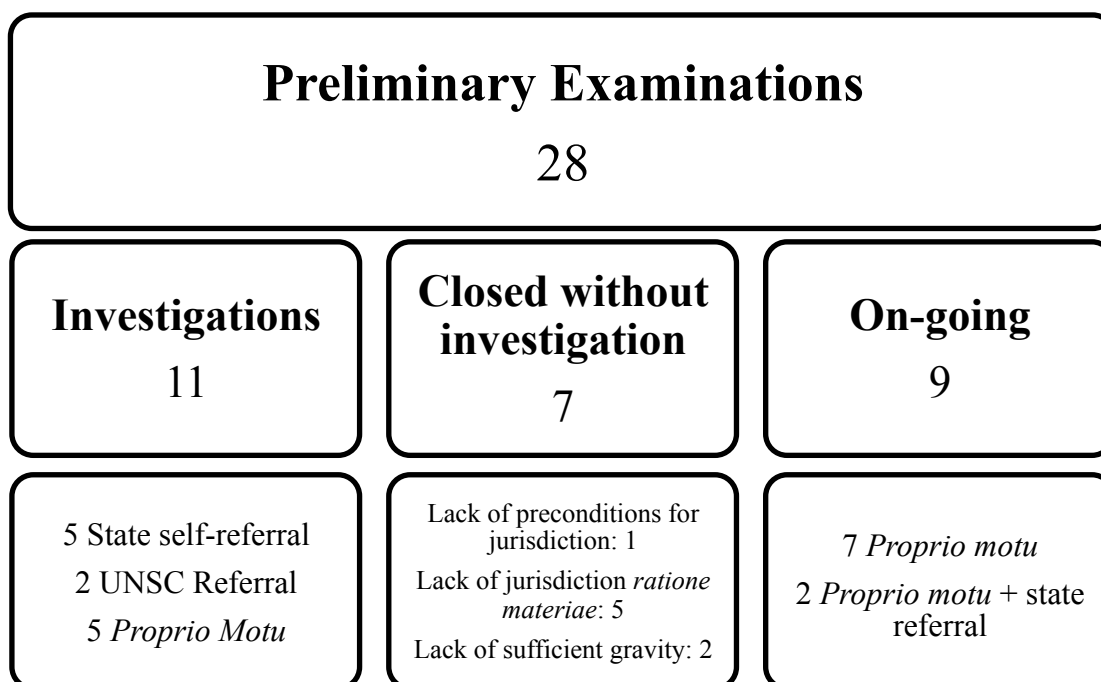 Preliminary Examinations
28
Investigations
11
Closed without
investigation
7
On-going
9
5 State self-referral
2 UNSC Referral
5 Proprio Motu
Lack of preconditions for
jurisdiction: 1
Lack of jurisdiction ratione
materiae: 5
Lack of sufficient gravity: 2
7 Proprio motu
2 Proprio motu + state
referral